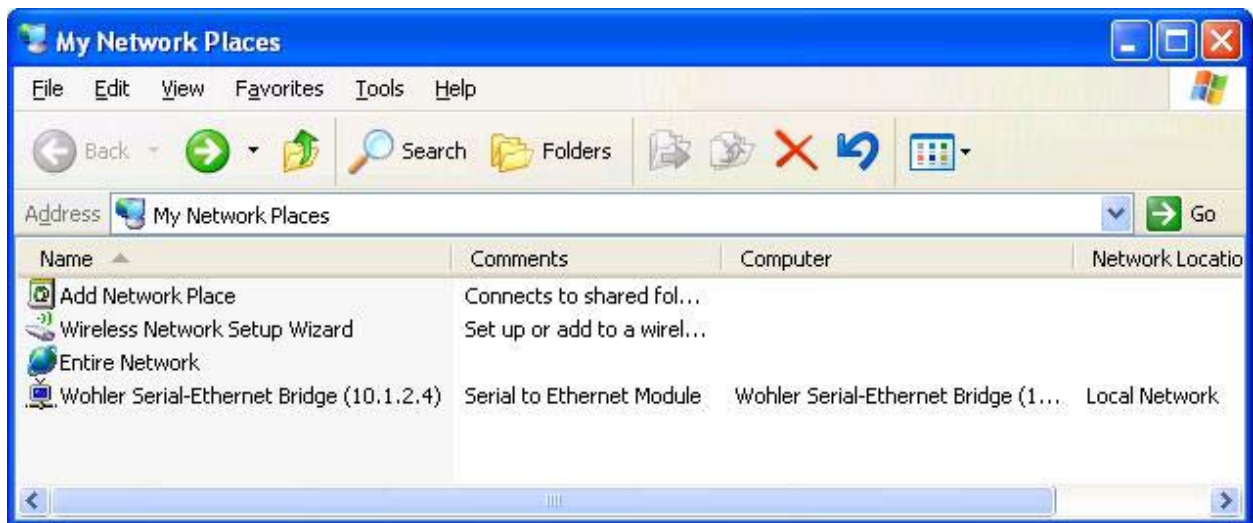 My Network Places
File Edit View Favorites Tools Help
Back Search Folders
Address My Network Places Go
Name Comments Computer Network Locatio
Add Network Place Connects to shared fol...
Wireless Network Setup Wizard Set up or add to a wirel...
Entire Network
Wohler Serial-Ethernet Bridge (10.1.2.4) Serial to Ethernet Module Wohler Serial-Ethernet Bridge (1... Local Network